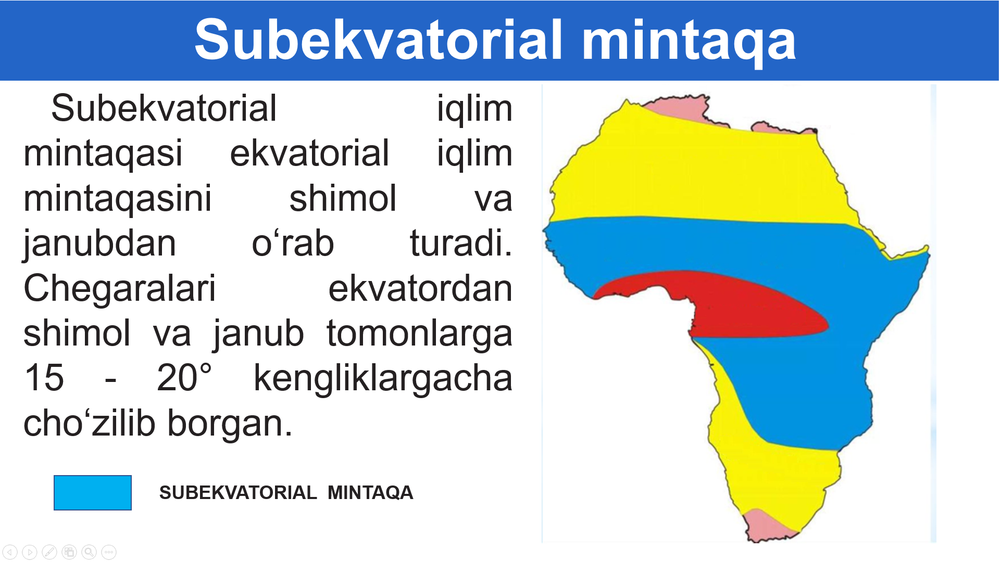 Subekvatorial mintaqa
Subekvatorial iqlim
mintaqasi ekvatorial iqlim
mintaqasini shimol va
janubdan o‘rab turadi.
Chegaralari ekvatordan
shimol va janub tomonlarga
15 - 20° kengliklargacha
cho‘zilib borgan.
SUBEKVATORIAL MINTAQA